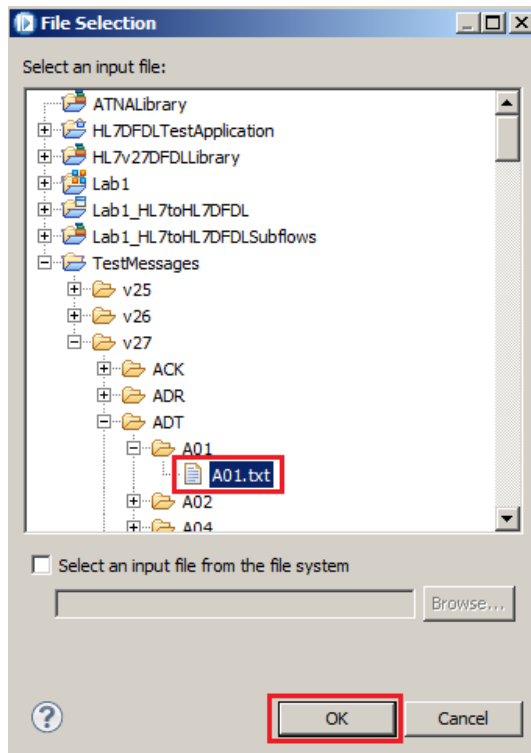 File Selection
Select an input file:
ATNALibrary
HL7DFDLTestApplication
HL7v27DFDLLibrary
Lab1
Lab1_HL7toHL7DFDL
Lab1_HL7toHL7DFDLSubflows
TestMessages
v25
v26
v27
ACK
ADR
ADT
A01
A01.txt
A02
A04
Select an input file from the file system
Browse...
?
OK Cancel